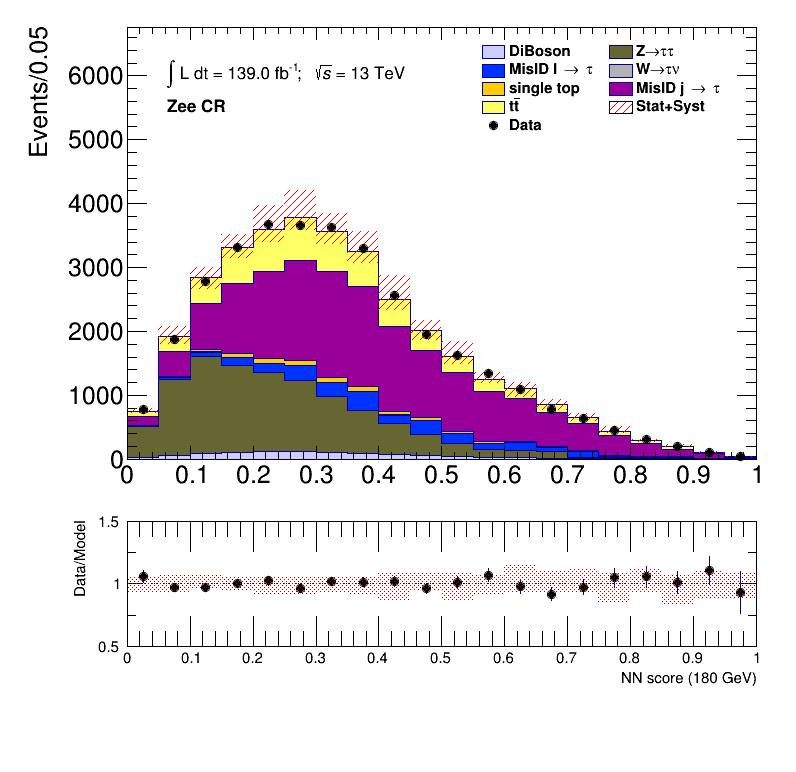 Events/0.05
6000
5000
4000
3000
2000
1000
0
∫ L dt = 139.0 fb⁻¹; √s = 13 TeV
Zee CR
DiBoson
MisID l → τ
single top
tt̄
Data
Z→ττ
W→τν
MisID j → τ
Stat+Syst
0 0.1 0.2 0.3 0.4 0.5 0.6 0.7 0.8 0.9 1
Data/Model
1.5
1
0.5
0 0.1 0.2 0.3 0.4 0.5 0.6 0.7 0.8 0.9 1
NN score (180 GeV)